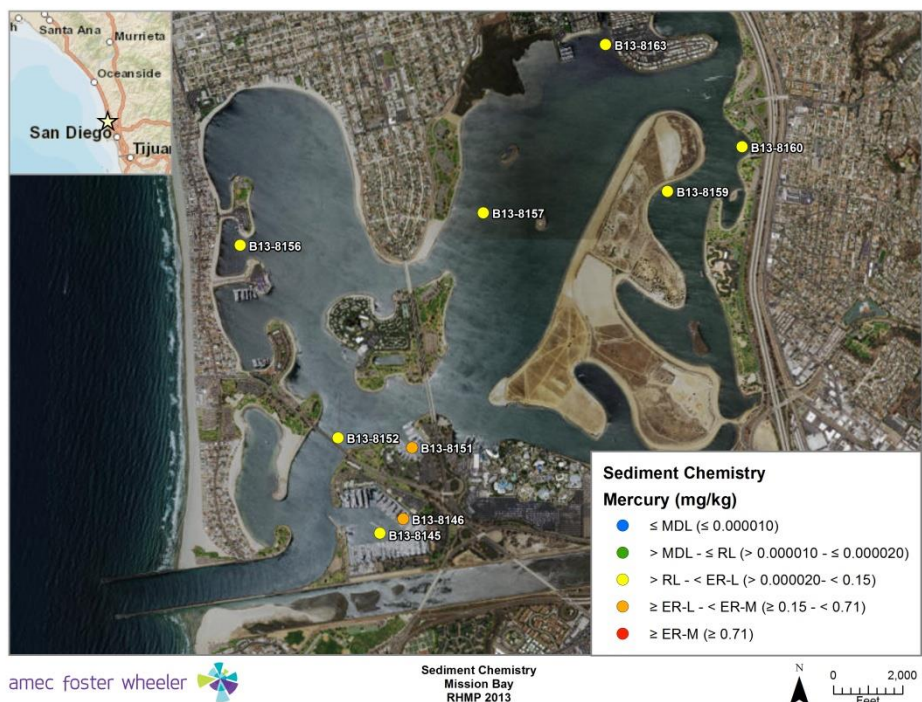 h
Santa Ana
Murrieta
Oceanside
San Diego
Tijuan
B13-8163
B13-8160
B13-8159
B13-8157
B13-8156
B13-8152
B13-8151
B13-8146
B13-8145
Sediment Chemistry
Mercury (mg/kg)
≤ MDL (≤ 0.000010)
> MDL - ≤ RL (> 0.000010 - ≤ 0.000020)
> RL - < ER-L (> 0.000020- < 0.15)
≥ ER-L - < ER-M (≥ 0.15 - < 0.71)
≥ ER-M (≥ 0.71)
amec foster wheeler
Sediment Chemistry
Mission Bay
RHMP 2013
N
0 2,000
Feet